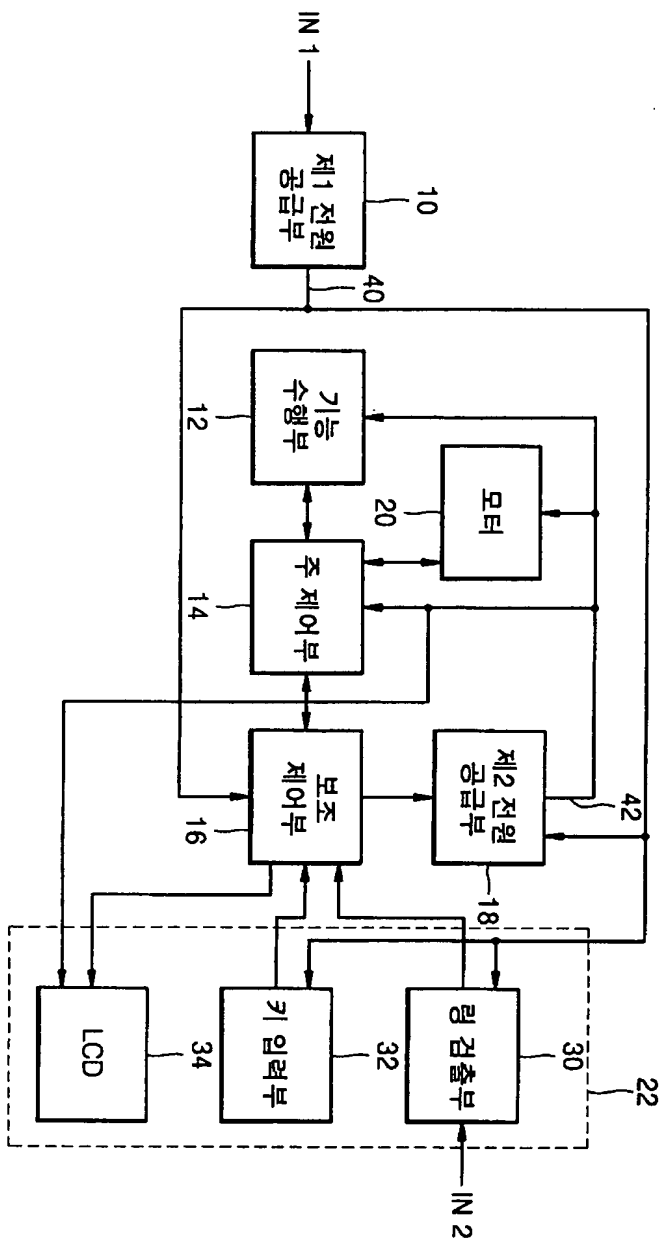 IN 1
제1 전원
공급부
10
40
기능
수행부
12
모터
20
주 제어부
14
보조
제어부
16
제2 전원
공급부
42
18
22
링 검출부
30
IN 2
키 입력부
32
LCD
34